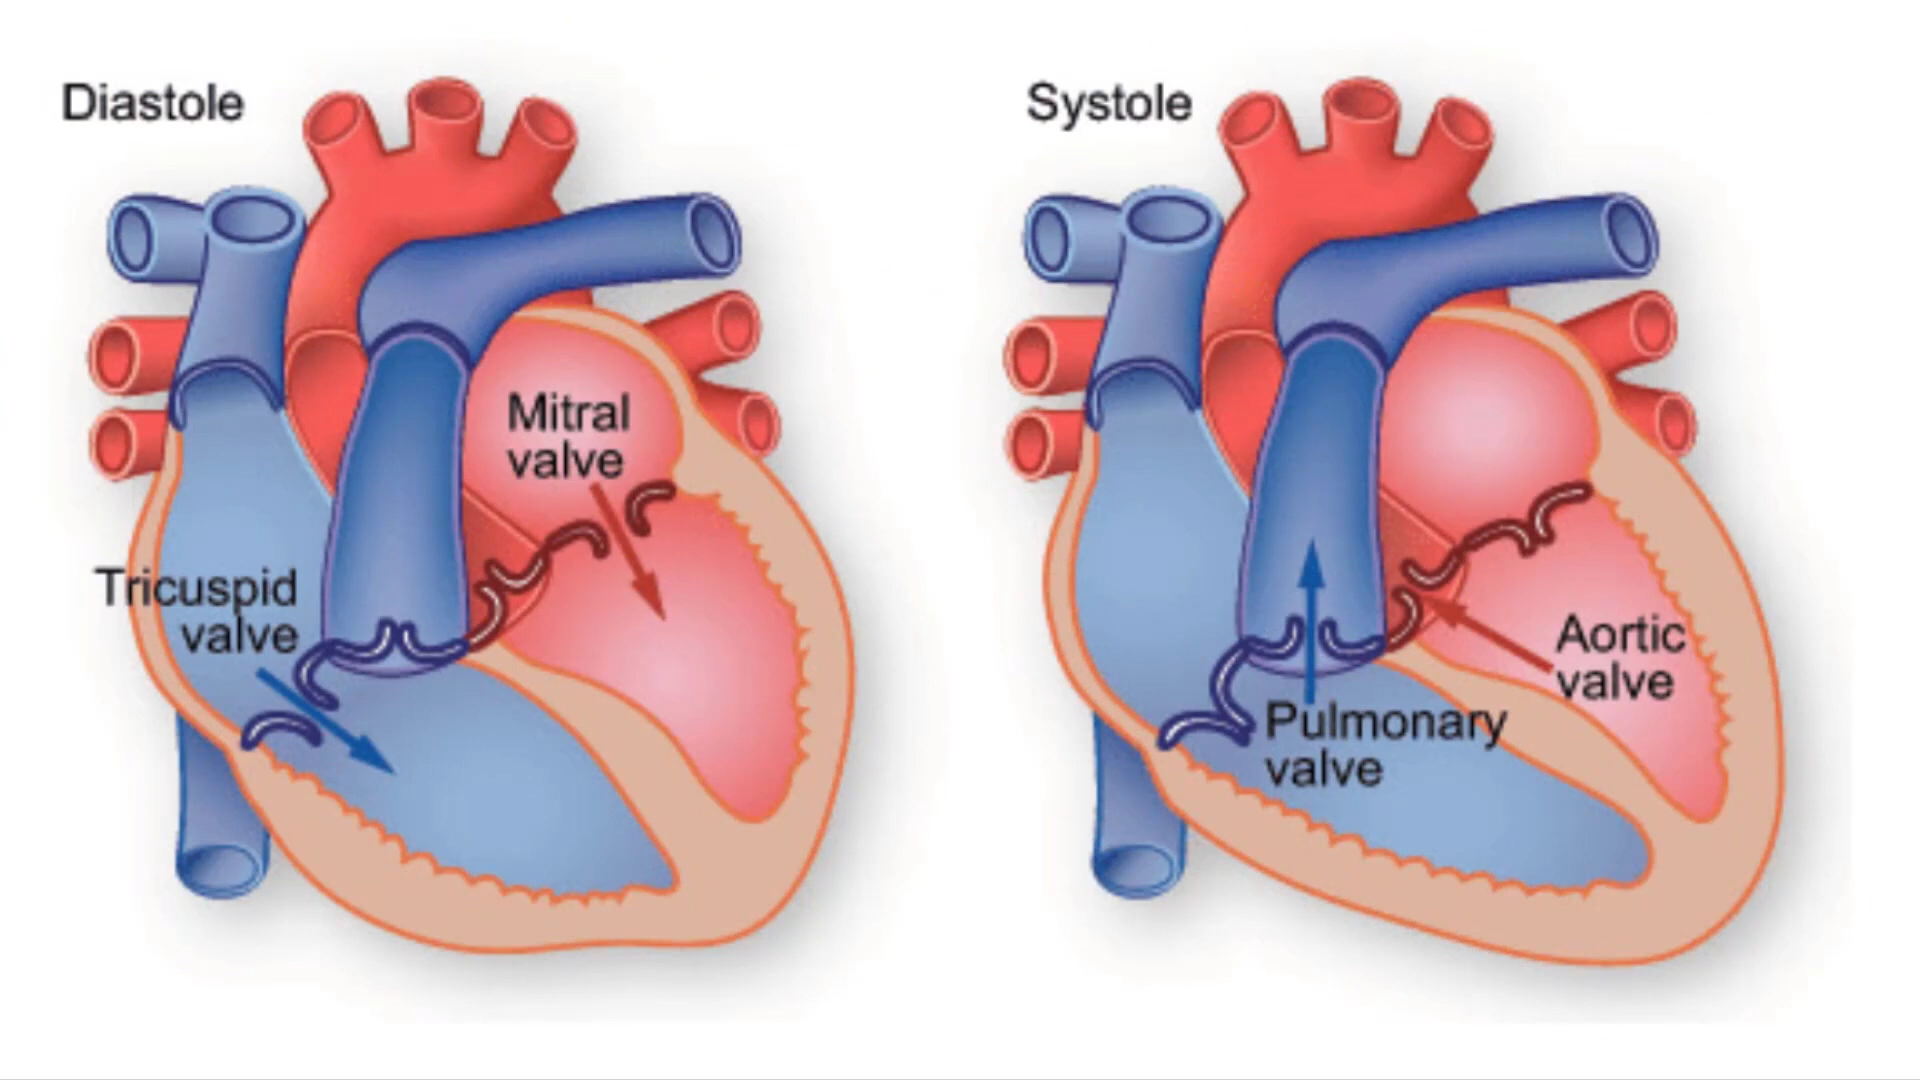 Diastole
Mitral
valve
Tricuspid
valve
Systole
Aortic
valve
Pulmonary
valve